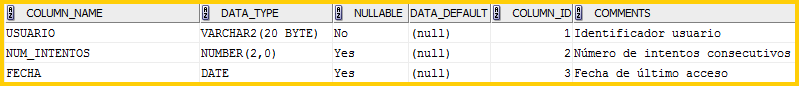 COLUMN_NAME DATA_TYPE NULLABLE DATA_DEFAULT COLUMN_ID COMMENTS
USUARIO VARCHAR2(20 BYTE) No (null) 1 Identificador usuario
NUM_INTENTOS NUMBER(2,0) Yes (null) 2 Número de intentos consecutivos
FECHA DATE Yes (null) 3 Fecha de último acceso